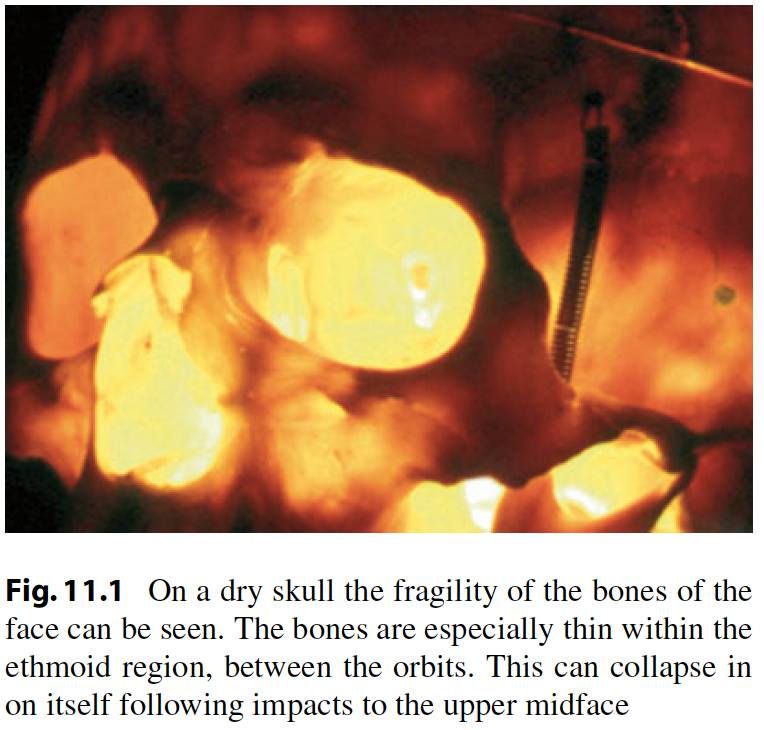 Fig. 11.1 On a dry skull the fragility of the bones of the
face can be seen. The bones are especially thin within the
ethmoid region, between the orbits. This can collapse in
on itself following impacts to the upper midface